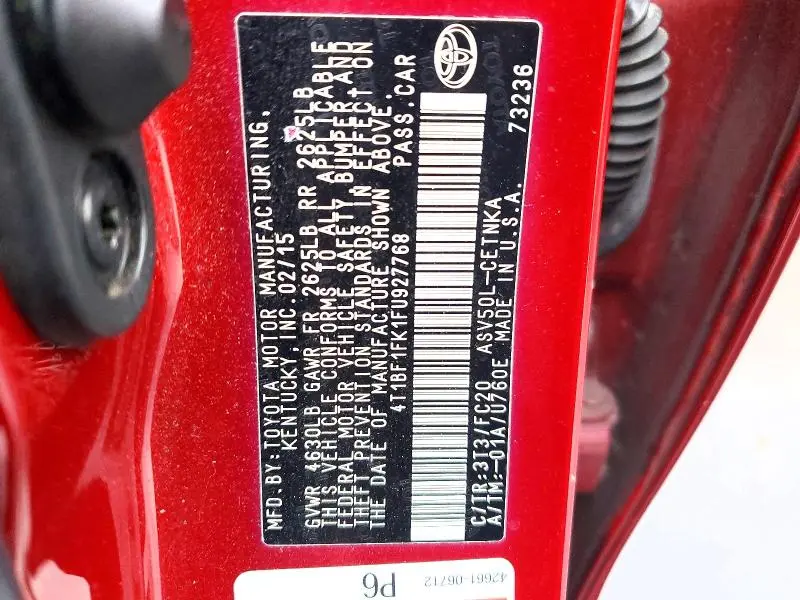 MFD.BY:TOYOTA MOTOR MANUFACTURING,
KENTUCKY, INC. 02/15
GVWR 4630LB GAWR FR 2625LB RR 2625LB
THIS VEHICLE CONFORMS TO ALL APPLICABLE
FEDERAL MOTOR VEHICLE SAFETY, BUMPER, AND
THEFT PREVENTION STANDARDS IN EFFECT ON
THE DATE OF MANUFACTURE SHOWN ABOVE.
4T1BF1FK1FU927768 PASS.CAR
C/TR:3T3/FC20 ASV50L-CETNKA
A/TM:-01A/U760E MADE IN U.S.A.
73236
42661-06712
P6